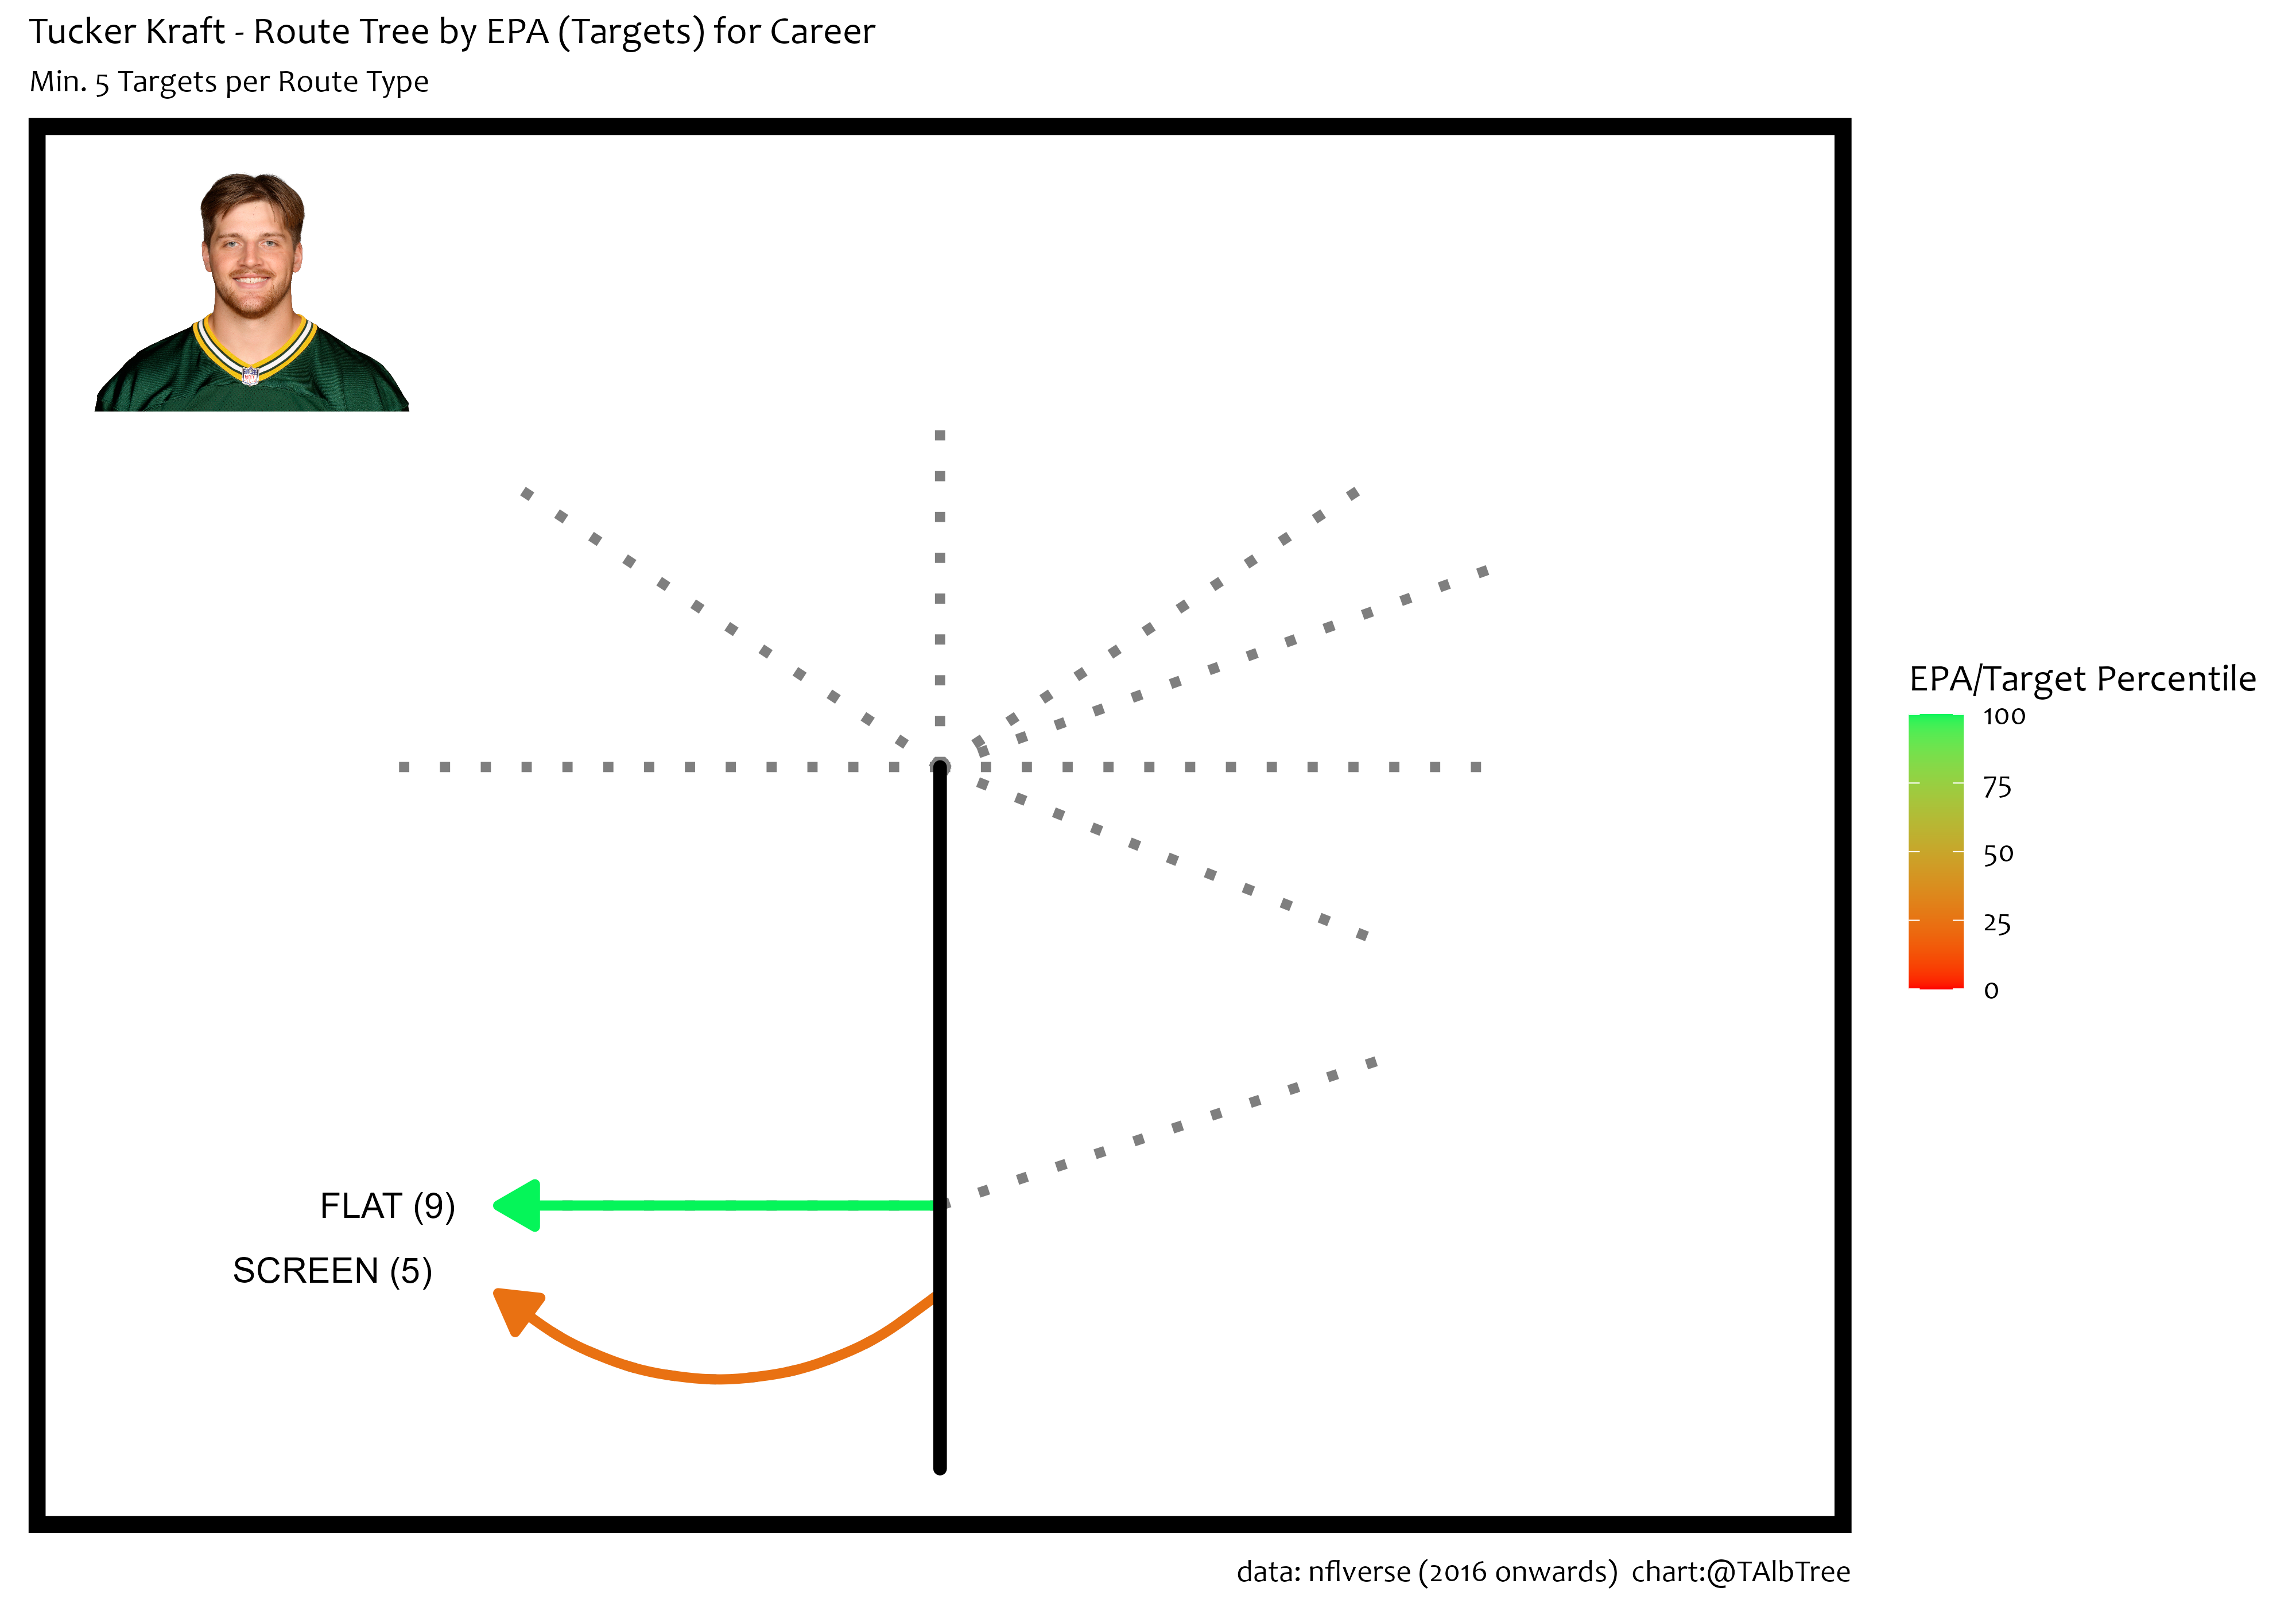 Tucker Kraft - Route Tree by EPA (Targets) for Career
Min. 5 Targets per Route Type
EPA/Target Percentile
100
75
50
25
0
FLAT (9)
SCREEN (5)
data: nflverse (2016 onwards)  chart:@TAlbTree